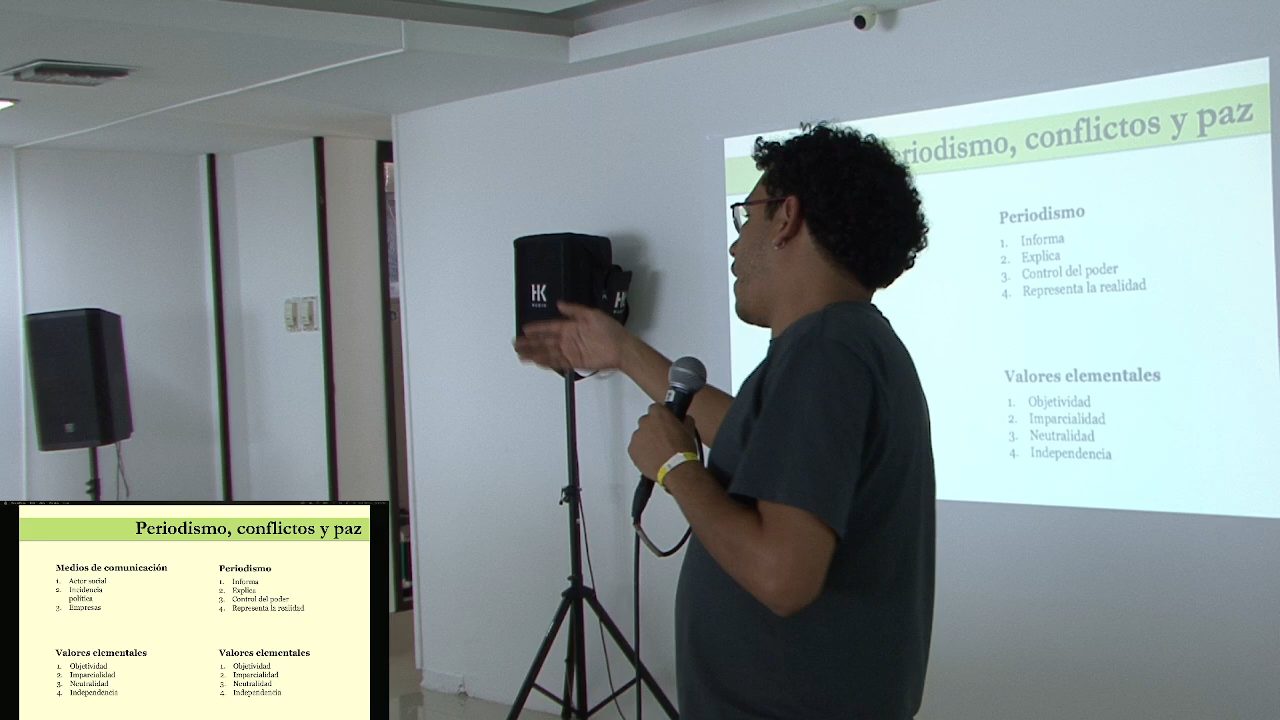 eriodismo, conflictos y paz
Periodismo
1. Informa
2. Explica
3. Control del poder
4. Representa la realidad
Valores elementales
1. Objetividad
2. Imparcialidad
3. Neutralidad
4. Independencia
HK
AUDIO
HK
Periodismo, conflictos y paz
Medios de comunicación
1. Actor social
2. Incidencia
política
3. Empresas
Periodismo
1. Informa
2. Explica
3. Control del poder
4. Representa la realidad
Valores elementales
1. Objetividad
2. Imparcialidad
3. Neutralidad
4. Independencia
Valores elementales
1. Objetividad
2. Imparcialidad
3. Neutralidad
4. Independencia